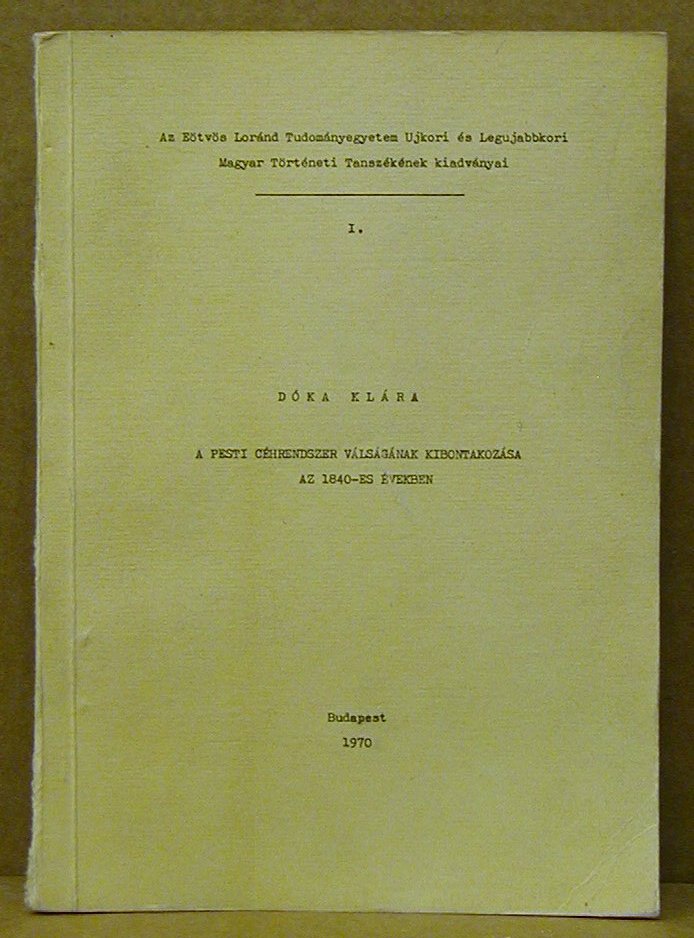 Az Eötvös Loránd Tudományegyetem Ujkori és Legujabbkori
Magyar Történeti Tanszékének kiadványai
I.
DÓKA KLÁRA
A PESTI CÉHRENDSZER VÁLSÁGÁNAK KIBONTAKOZÁSA
AZ 1840-ES ÉVEKBEN
Budapest
1970